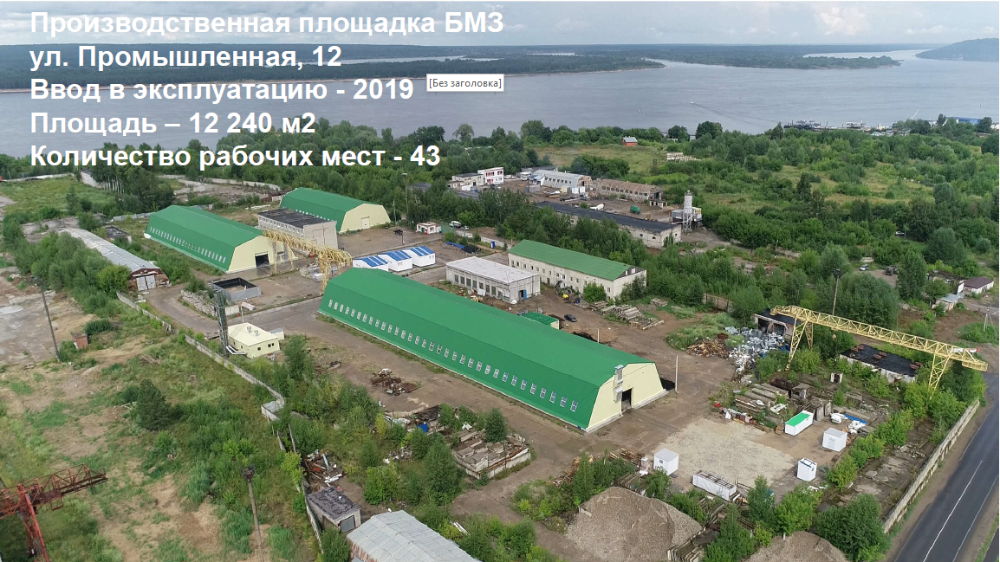 Производственная площадка БМЗ
ул. Промышленная, 12
Ввод в эксплуатацию - 2019
[Без заголовка]
Площадь – 12 240 м2
Количество рабочих мест - 43